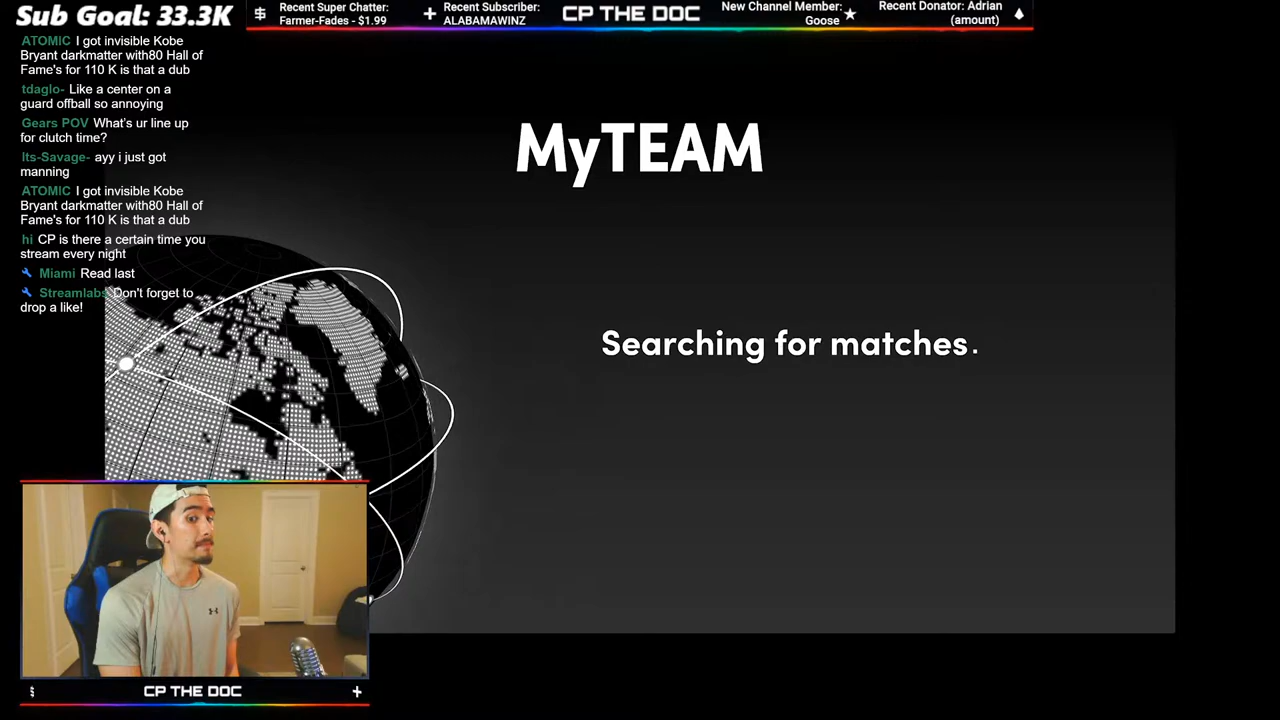 Sub Goal: 33.3K
Recent Super Chatter:
Farmer-Fades - $1.99
Recent Subscriber:
ALABAMAWINZ
CP THE DOC
New Channel Member:
Goose
Recent Donator: Adrian
(amount)
ATOMIC I got invisible Kobe
Bryant darkmatter with80 Hall of
Fame's for 110 K is that a dub
tdaglo- Like a center on a
guard offball so annoying
Gears POV What's ur line up
for clutch time?
Its-Savage- ayy i just got
manning
ATOMIC I got invisible Kobe
Bryant darkmatter with80 Hall of
Fame's for 110 K is that a dub
hi CP is there a certain time you
stream every night
Miami Read last
Streamlabs Don't forget to
drop a like!
MyTEAM
Searching for matches.
CP THE DOC